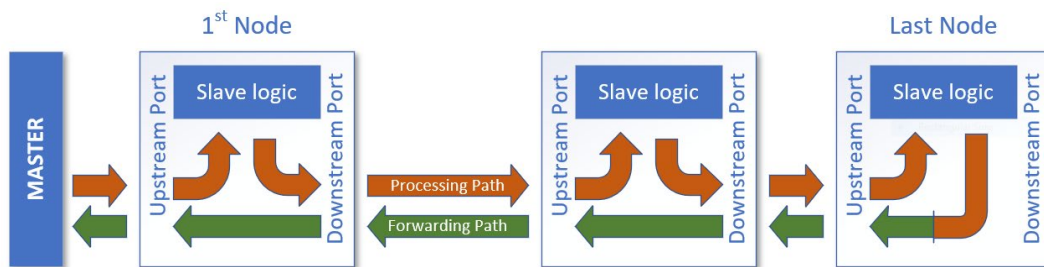 1st Node
Last Node
MASTER
Upstream Port
Slave logic
Downstream Port
Processing Path
Forwarding Path
Upstream Port
Slave logic
Downstream Port
Upstream Port
Slave logic
Downstream Port